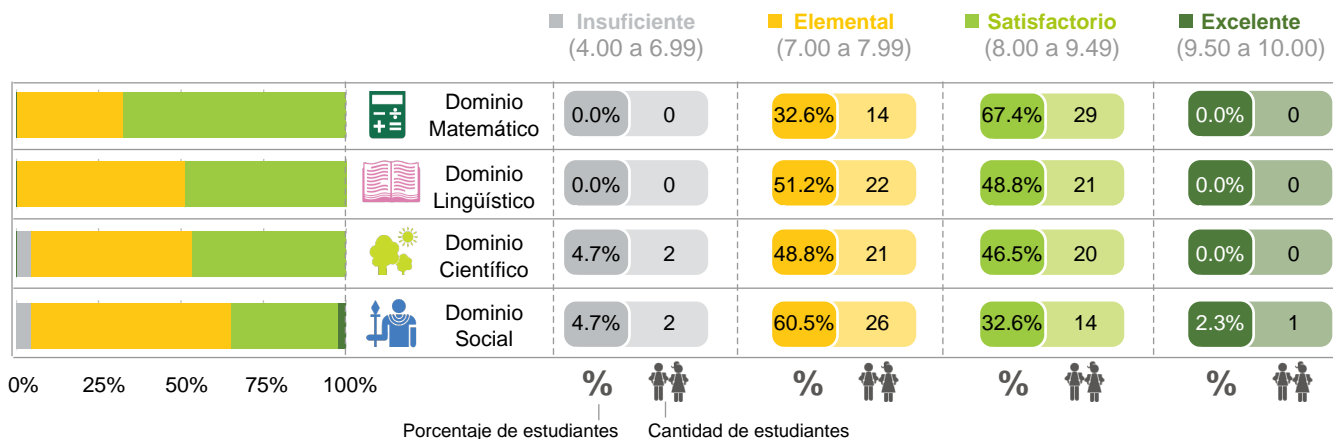 Insuficiente Elemental Satisfactorio Excelente
(4.00 a 6.99) (7.00 a 7.99) (8.00 a 9.49) (9.50 a 10.00)
Dominio
Matemático
0.0% 0 32.6% 14 67.4% 29 0.0% 0
Dominio
Lingüístico
0.0% 0 51.2% 22 48.8% 21 0.0% 0
Dominio
Científico
4.7% 2 48.8% 21 46.5% 20 0.0% 0
Dominio
Social
4.7% 2 60.5% 26 32.6% 14 2.3% 1
0% 25% 50% 75% 100% % % % %
Porcentaje de estudiantes Cantidad de estudiantes